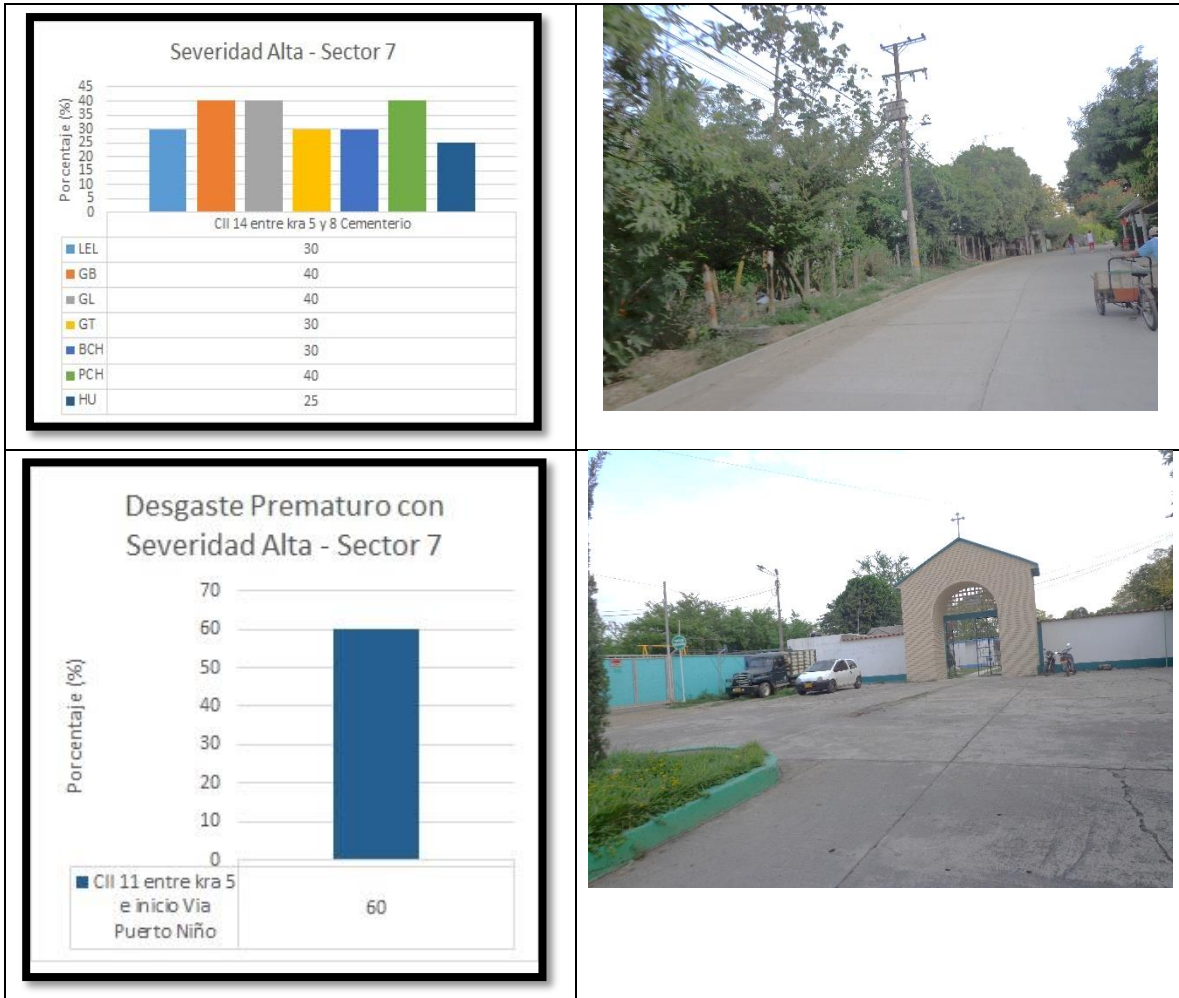 Severidad Alta - Sector 7
Porcentaje (%)
45
40
35
30
25
20
15
10
5
0
Cll 14 entre kra 5 y 8 Cementerio
LEL 30
GB 40
GL 40
GT 30
BCH 30
PCH 40
HU 25
Desgaste Prematuro con
Severidad Alta - Sector 7
Porcentaje (%)
70
60
50
40
30
20
10
0
Cll 11 entre kra 5
e inicio Via
Puerto Niño
60